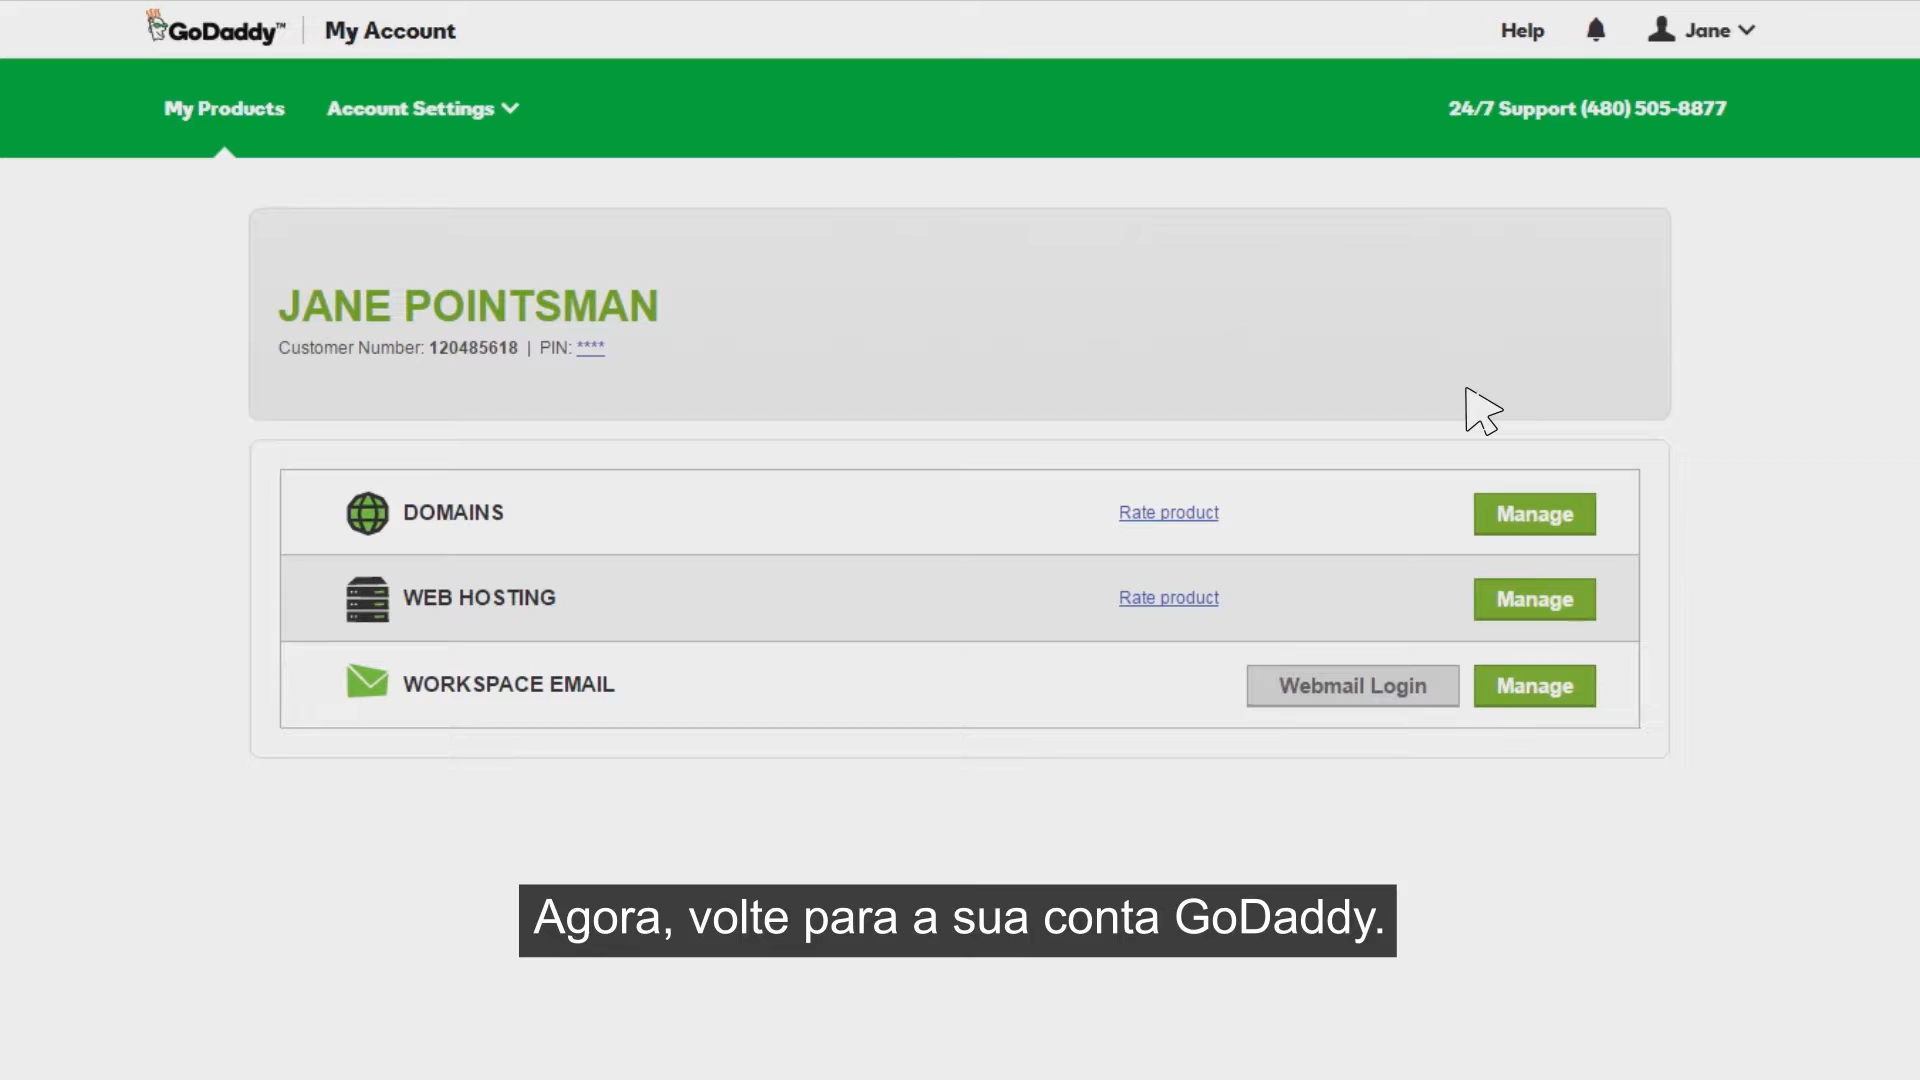 GoDaddy™ | My Account
Help
Jane
My Products
Account Settings
24/7 Support (480) 505-8877
JANE POINTSMAN
Customer Number: 120485618 | PIN: ****
DOMAINS
Rate product
Manage
WEB HOSTING
Rate product
Manage
WORKSPACE EMAIL
Webmail Login
Manage
Agora, volte para a sua conta GoDaddy.